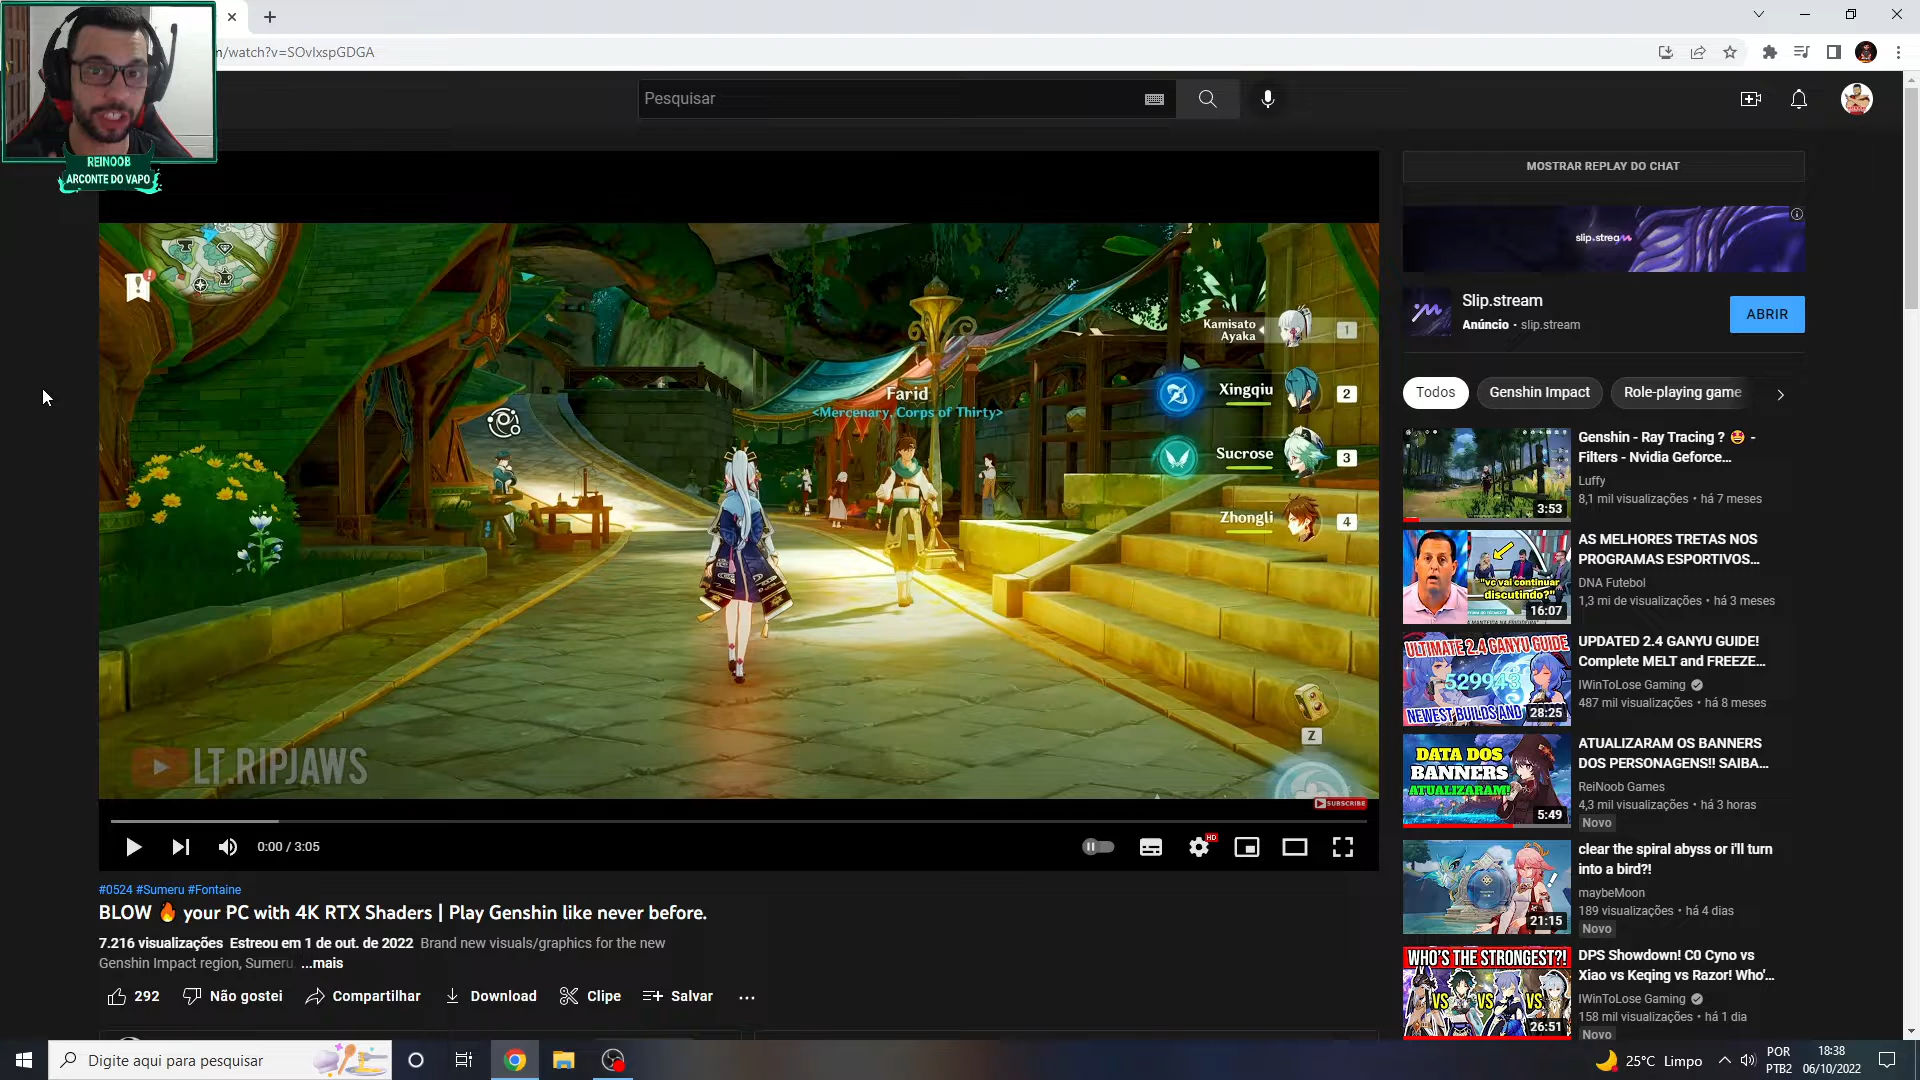 n/watch?v=SOvlxspGDGA
REINOOB
ARCONTE DO VAPO
Pesquisar
Kamisato
Ayaka
1
Xingqiu
2
Sucrose
3
Zhongli
4
Farid
<Mercenary, Corps of Thirty>
Z
LT.RIPJAWS
SUBSCRIBE
0:00 / 3:05
HD
#0524 #Sumeru #Fontaine
BLOW 🔥 your PC with 4K RTX Shaders | Play Genshin like never before.
7.216 visualizações Estreou em 1 de out. de 2022 Brand new visuals/graphics for the new
Genshin Impact region, Sumeru ...mais
292 Não gostei Compartilhar Download Clipe Salvar
MOSTRAR REPLAY DO CHAT
slip.stream
Slip.stream
Anúncio • slip.stream
ABRIR
Todos Genshin Impact Role-playing game
Genshin - Ray Tracing ? 🤩 -
Filters - Nvidia Geforce...
Luffy
8,1 mil visualizações • há 7 meses
3:53
AS MELHORES TRETAS NOS
PROGRAMAS ESPORTIVOS...
DNA Futebol
1,3 mi de visualizações • há 3 meses
"vc vai continuar
discutindo?"
16:07
UPDATED 2.4 GANYU GUIDE!
Complete MELT and FREEZE...
IWinToLose Gaming
487 mil visualizações • há 8 meses
ULTIMATE 2.4 GANYU GUIDE
529943
NEWEST BUILDS AND
28:25
ATUALIZARAM OS BANNERS
DOS PERSONAGENS!! SAIBA...
ReiNoob Games
4,3 mil visualizações • há 3 horas
Novo
DATA DOS
BANNERS
ATUALIZARAM!
5:49
clear the spiral abyss or i'll turn
into a bird?!
maybeMoon
189 visualizações • há 4 dias
Novo
21:15
DPS Showdown! C0 Cyno vs
Xiao vs Keqing vs Razor! Who'...
IWinToLose Gaming
158 mil visualizações • há 1 dia
Novo
WHO'S THE STRONGEST?!
VS VS VS
26:51
Digite aqui para pesquisar
25°C Limpo
POR
PTB2
18:38
06/10/2022